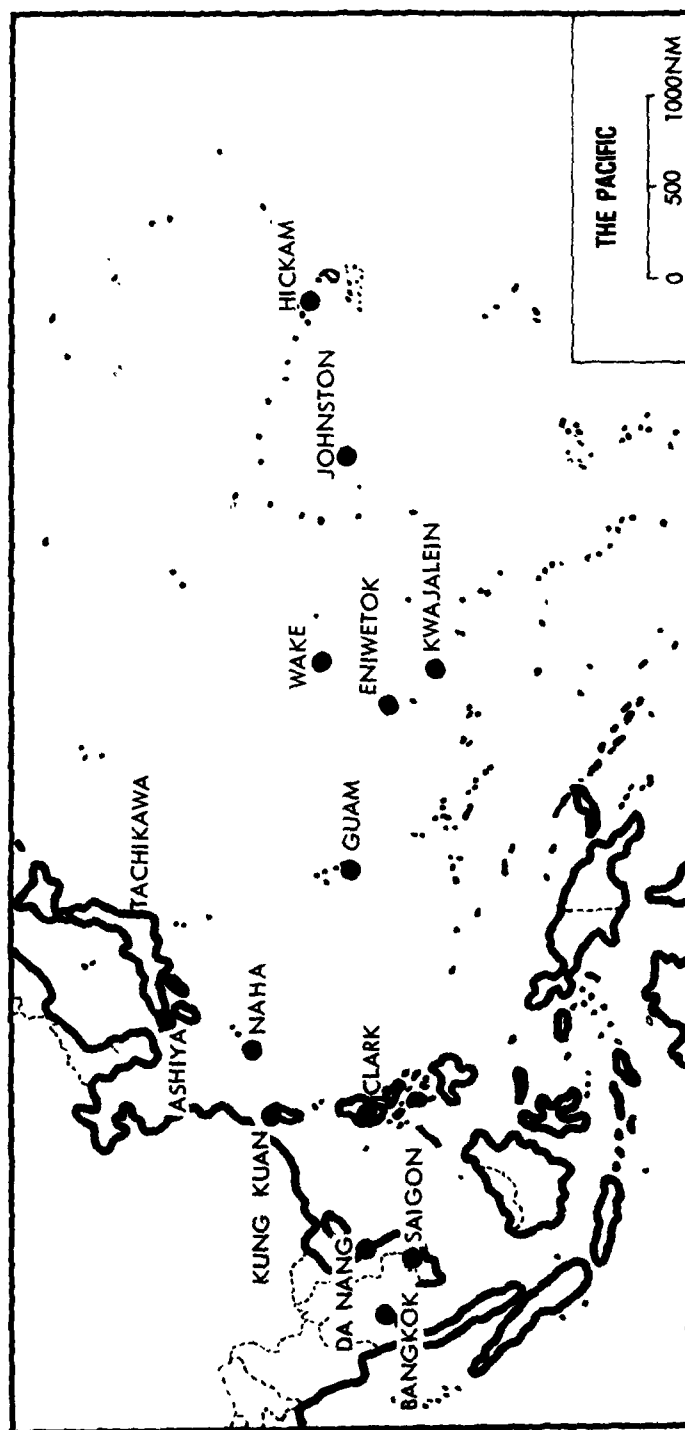 TACHIKAWA
ASHIYA
NAHA
KUNG KUAN
CLARK
DA NANG
SAIGON
BANGKOK
GUAM
WAKE
ENIWETOK
KWAJALEIN
JOHNSTON
HICKAM
THE PACIFIC
0 500 1000NM